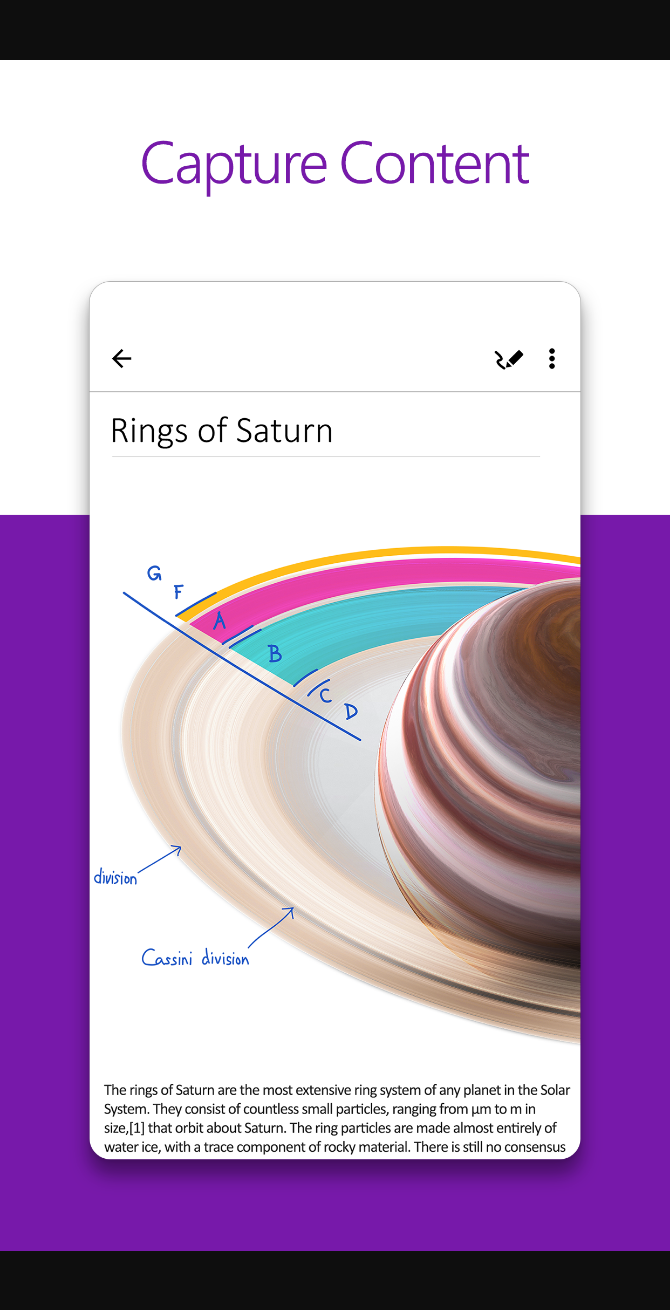 Capture Content
Rings of Saturn
G
F
A
B
C
D
division
Cassini division
The rings of Saturn are the most extensive ring system of any planet in the Solar
System. They consist of countless small particles, ranging from µm to m in
size,[1] that orbit about Saturn. The ring particles are made almost entirely of
water ice, with a trace component of rocky material. There is still no consensus